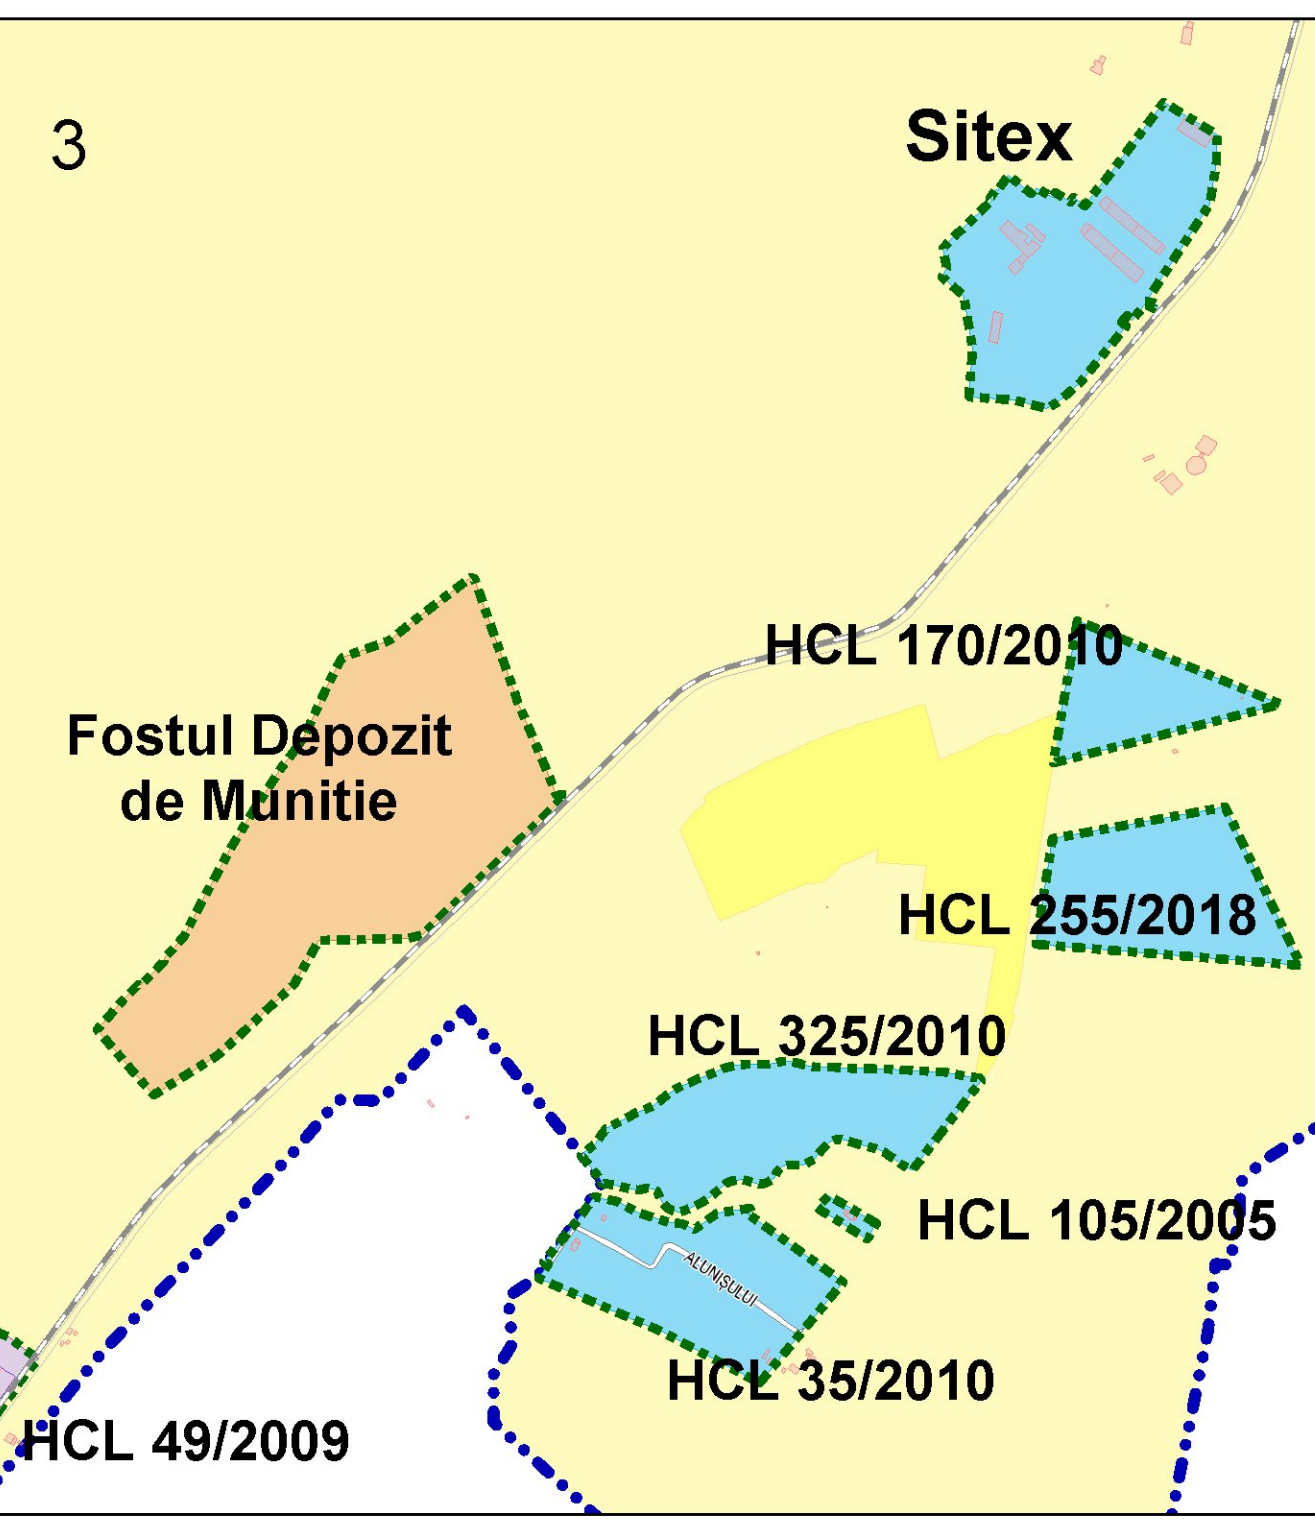 3
Sitex
HCL 170/2010
Fostul Depozit
de Munitie
HCL 255/2018
HCL 325/2010
HCL 105/2005
ALUNIȘULUI
HCL 35/2010
HCL 49/2009